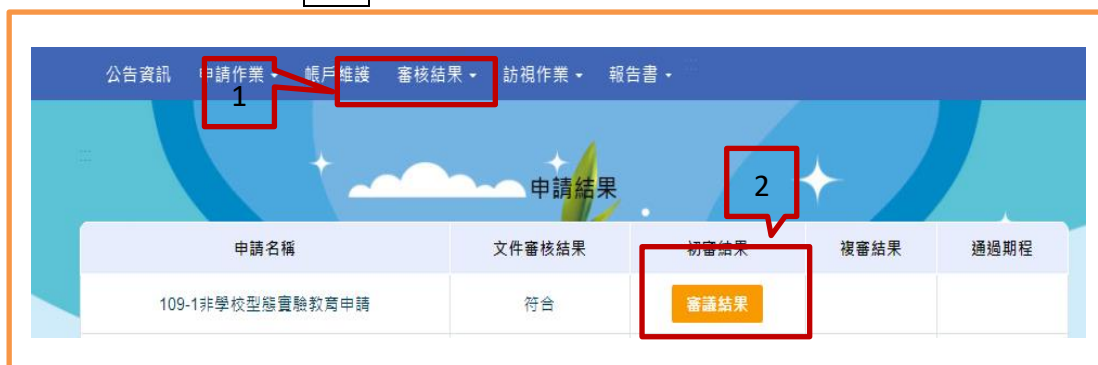 公告資訊 申請作業 帳戶維護 審核結果 訪視作業 報告書
1
申請結果
2
申請名稱 文件審核結果 初審結果 複審結果 通過期程
109-1非學校型態實驗教育申請 符合 審議結果